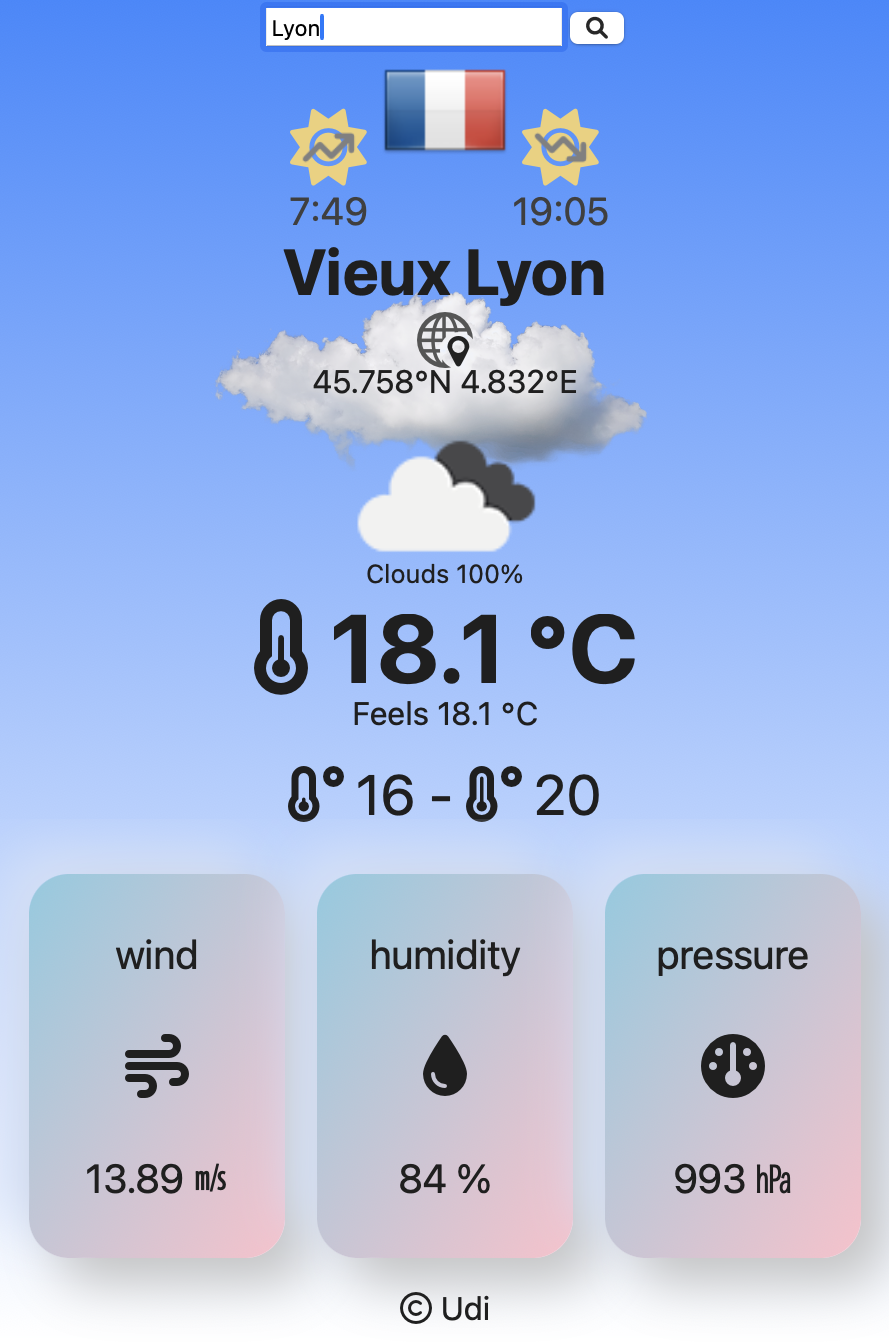 Lyon
7:49 19:05
Vieux Lyon
45.758°N 4.832°E
Clouds 100%
18.1 °C
Feels 18.1 °C
° 16 - ° 20
wind humidity pressure
13.89 ㎧ 84 % 993 ㍱
© Udi